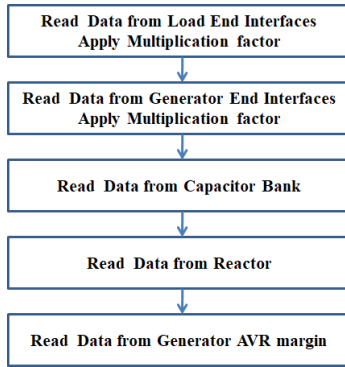 Read Data from Load End Interfaces
Apply Multiplication factor
Read Data from Generator End Interfaces
Apply Multiplication factor
Read Data from Capacitor Bank
Read Data from Reactor
Read Data from Generator AVR margin